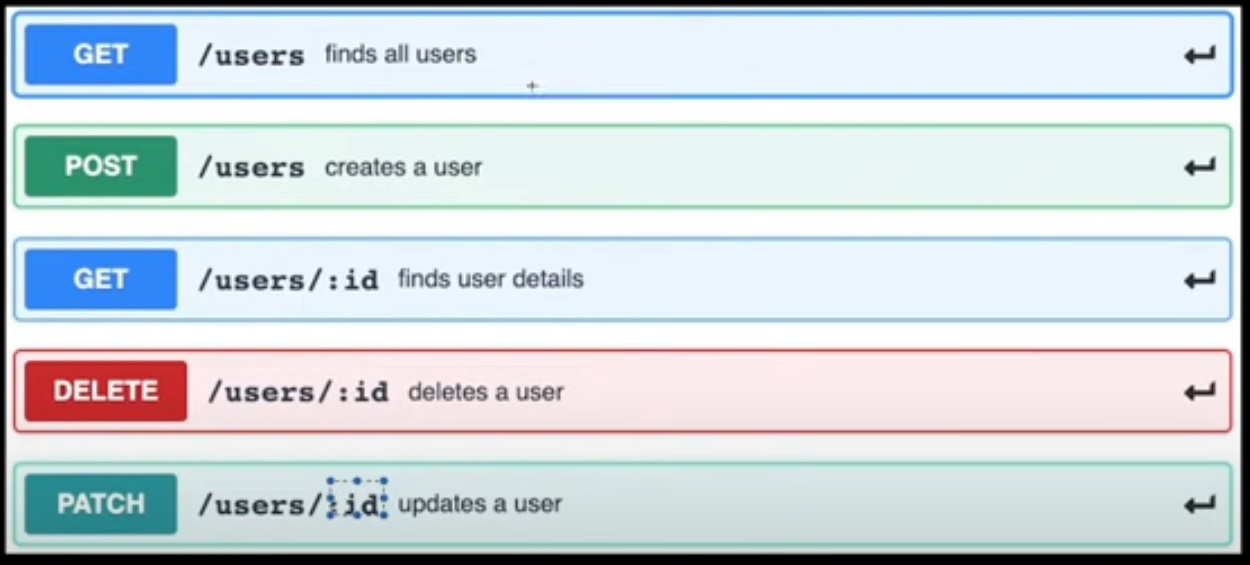 GET /users finds all users
POST /users creates a user
GET /users/:id finds user details
DELETE /users/:id deletes a user
PATCH /users/:id updates a user